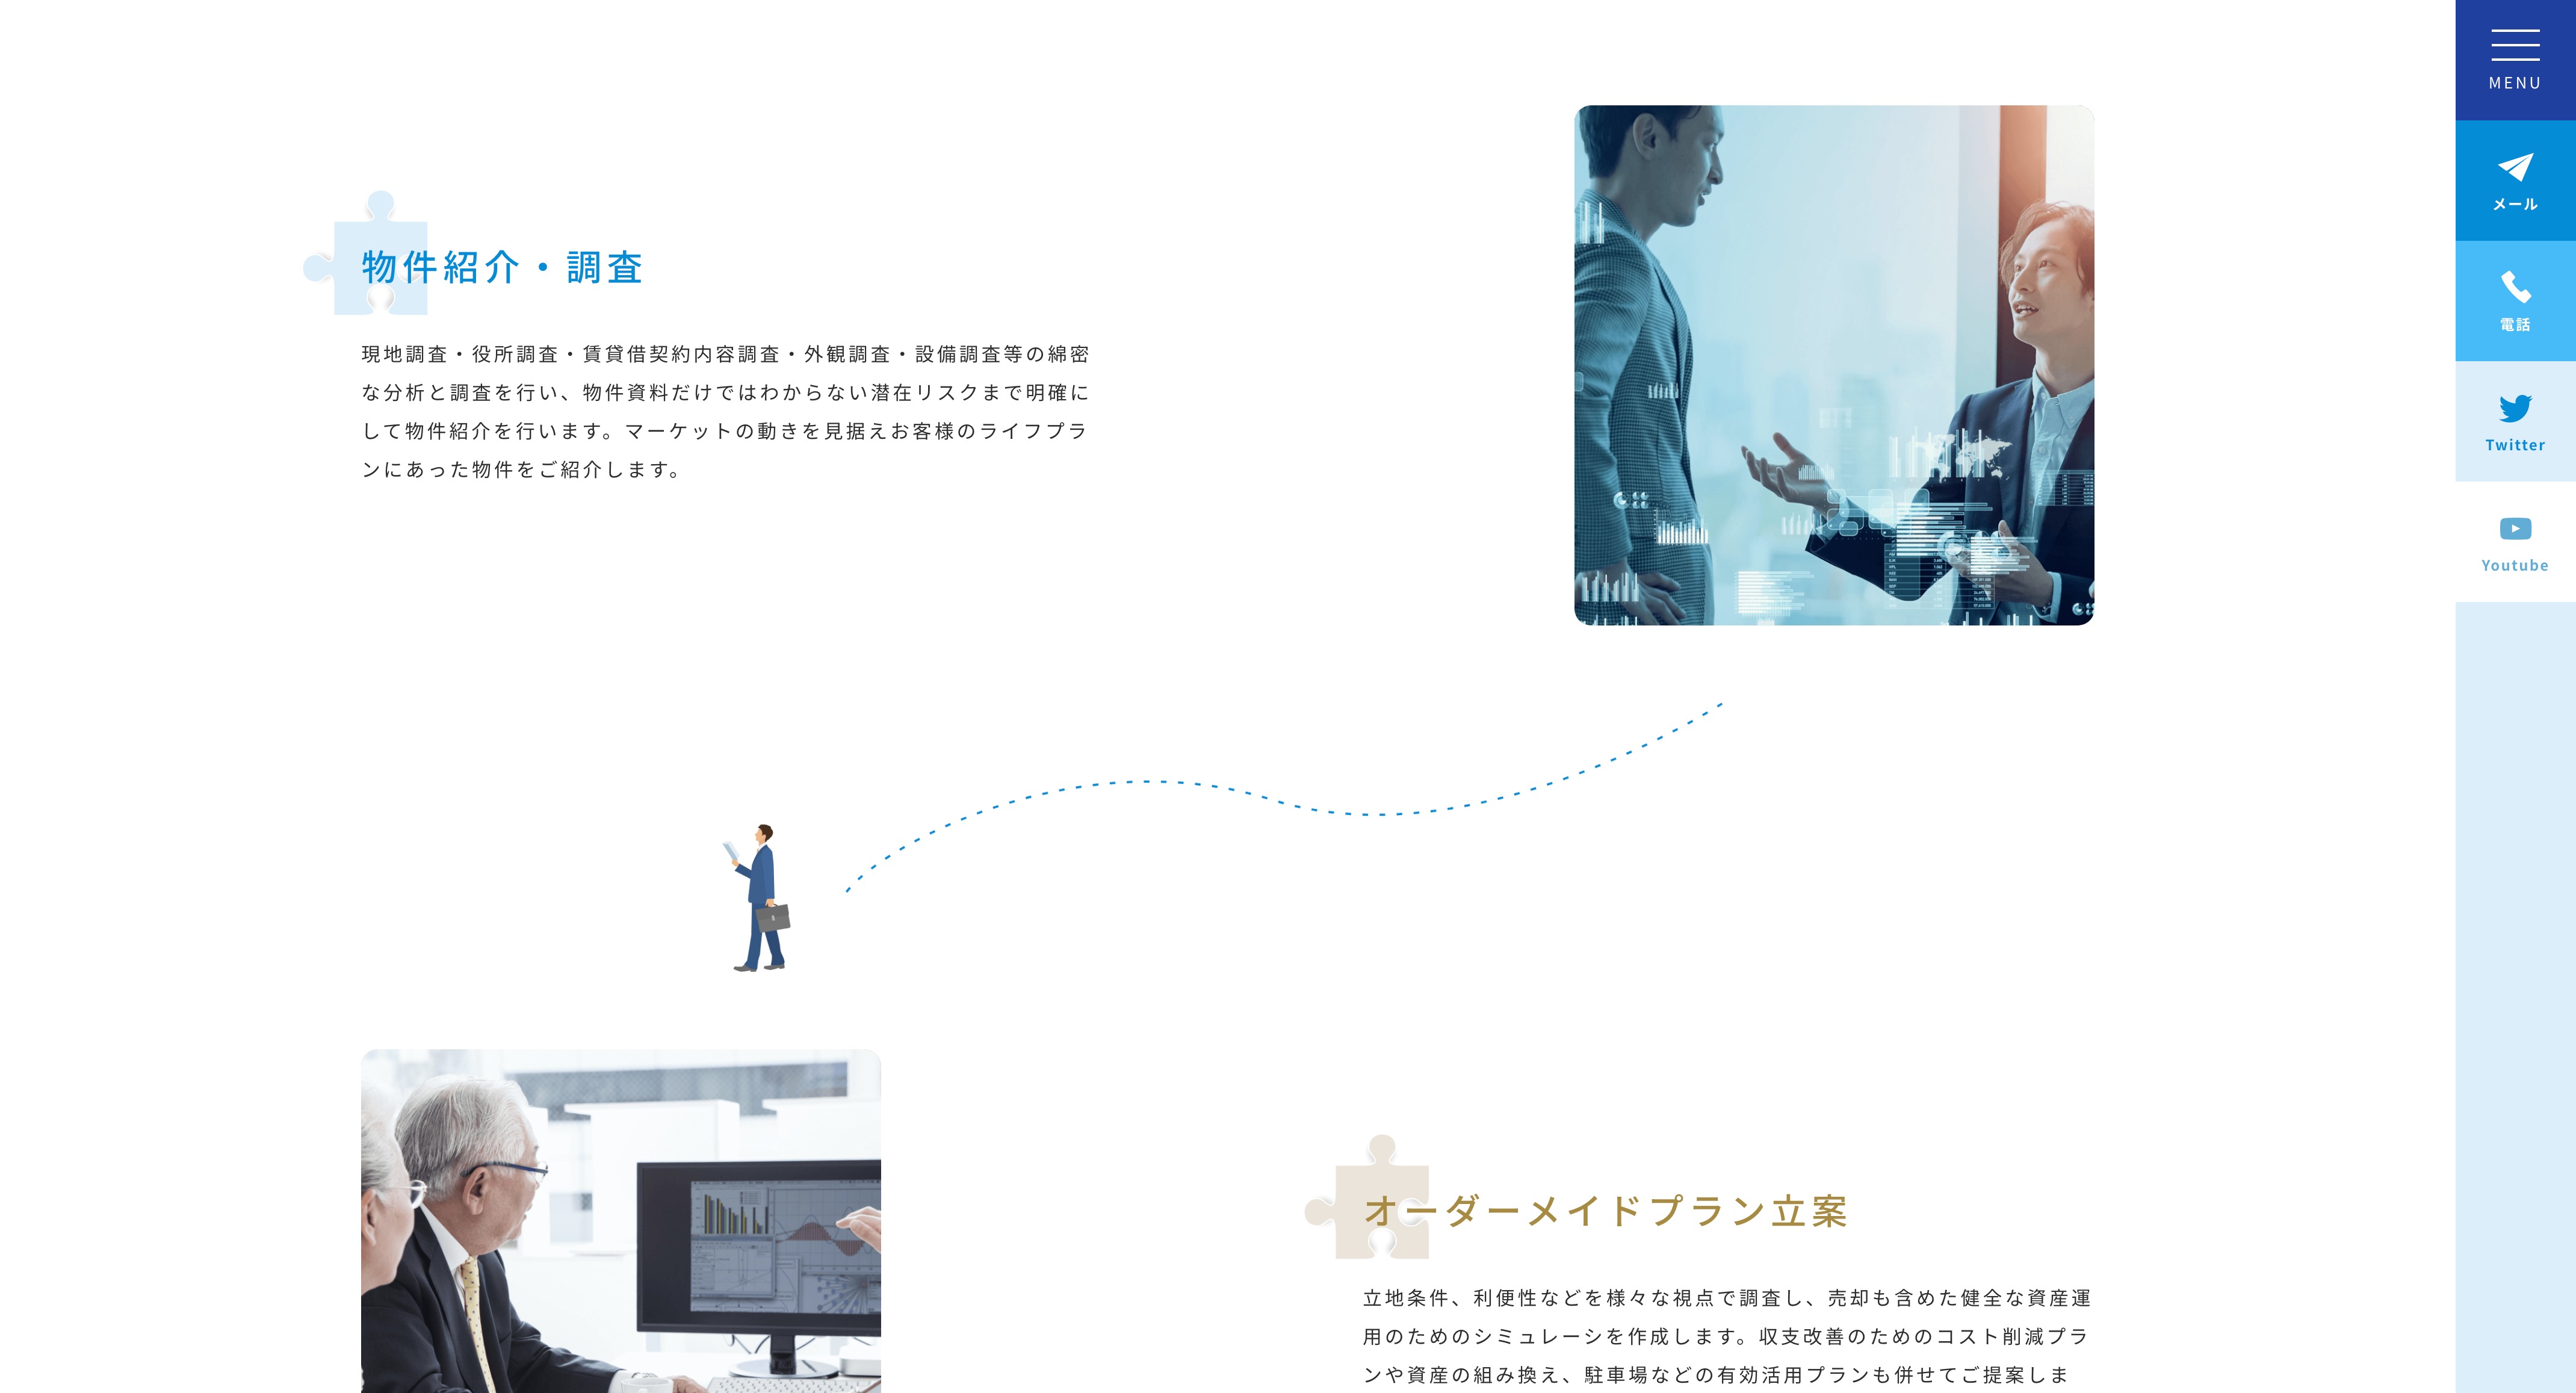 MENU
メール
電話
Twitter
Youtube
物件紹介・調査
現地調査・役所調査・賃貸借契約内容調査・外観調査・設備調査等の綿密
な分析と調査を行い、物件資料だけではわからない潜在リスクまで明確に
して物件紹介を行います。マーケットの動きを見据えお客様のライフプラ
ンにあった物件をご紹介します。
オーダーメイドプラン立案
立地条件、利便性などを様々な視点で調査し、売却も含めた健全な資産運
用のためのシミュレーシを作成します。収支改善のためのコスト削減プラ
ンや資産の組み換え、駐車場などの有効活用プランも併せてご提案しま